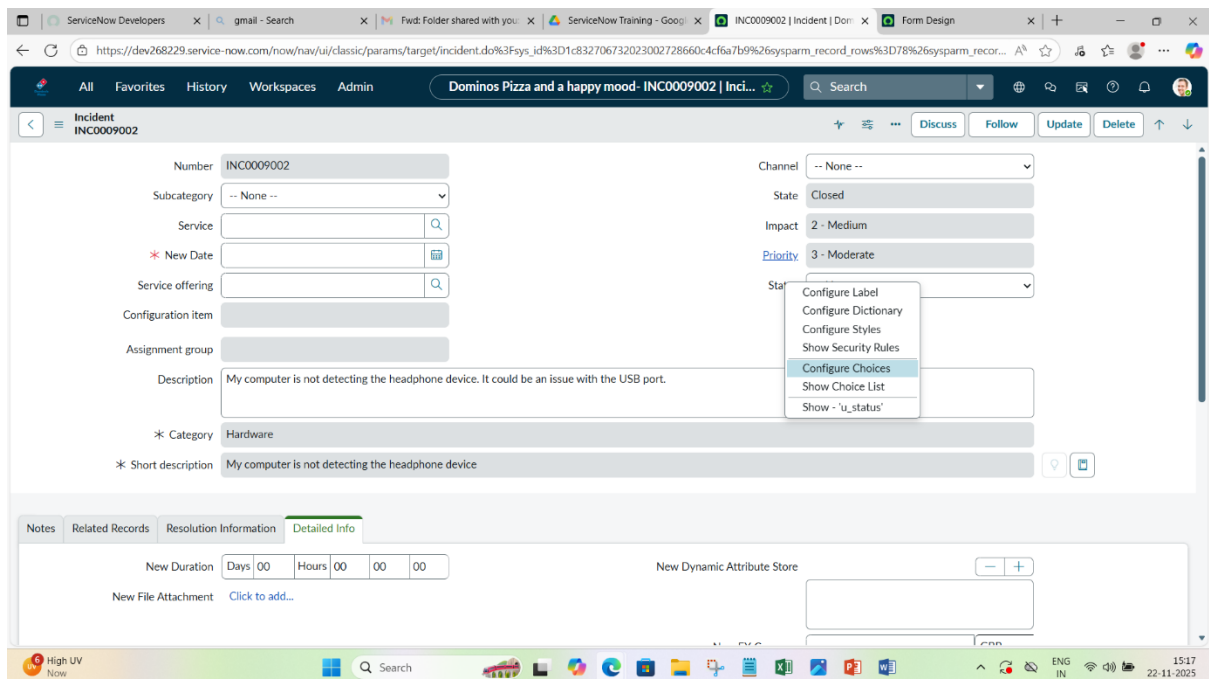 ServiceNow Developers
gmail - Search
Fwd: Folder shared with you:
ServiceNow Training - Googl
INC0009002 | Incident | Dom
Form Design
https://dev268229.service-now.com/now/nav/ui/classic/params/target/incident.do%3Fsys_id%3D1c832706732023002728660c4cf6a7b9%26sysparm_record_rows%3D78%26sysparm_recor...
All Favorites History Workspaces Admin
Dominos Pizza and a happy mood- INC0009002 | Inci...
Search
Incident
INC0009002
Discuss Follow Update Delete
Number INC0009002
Channel -- None --
Subcategory -- None --
State Closed
Service
Impact 2 - Medium
New Date
Priority 3 - Moderate
Service offering
Stat
Configure Label
Configure Dictionary
Configure Styles
Show Security Rules
Configure Choices
Show Choice List
Show - 'u_status'
Configuration item
Assignment group
Description My computer is not detecting the headphone device. It could be an issue with the USB port.
* Category Hardware
* Short description My computer is not detecting the headphone device
Notes Related Records Resolution Information Detailed Info
New Duration Days 00 Hours 00 00 00
New Dynamic Attribute Store
New File Attachment Click to add...
High UV
Now
Search
ENG
IN
15:17
22-11-2025